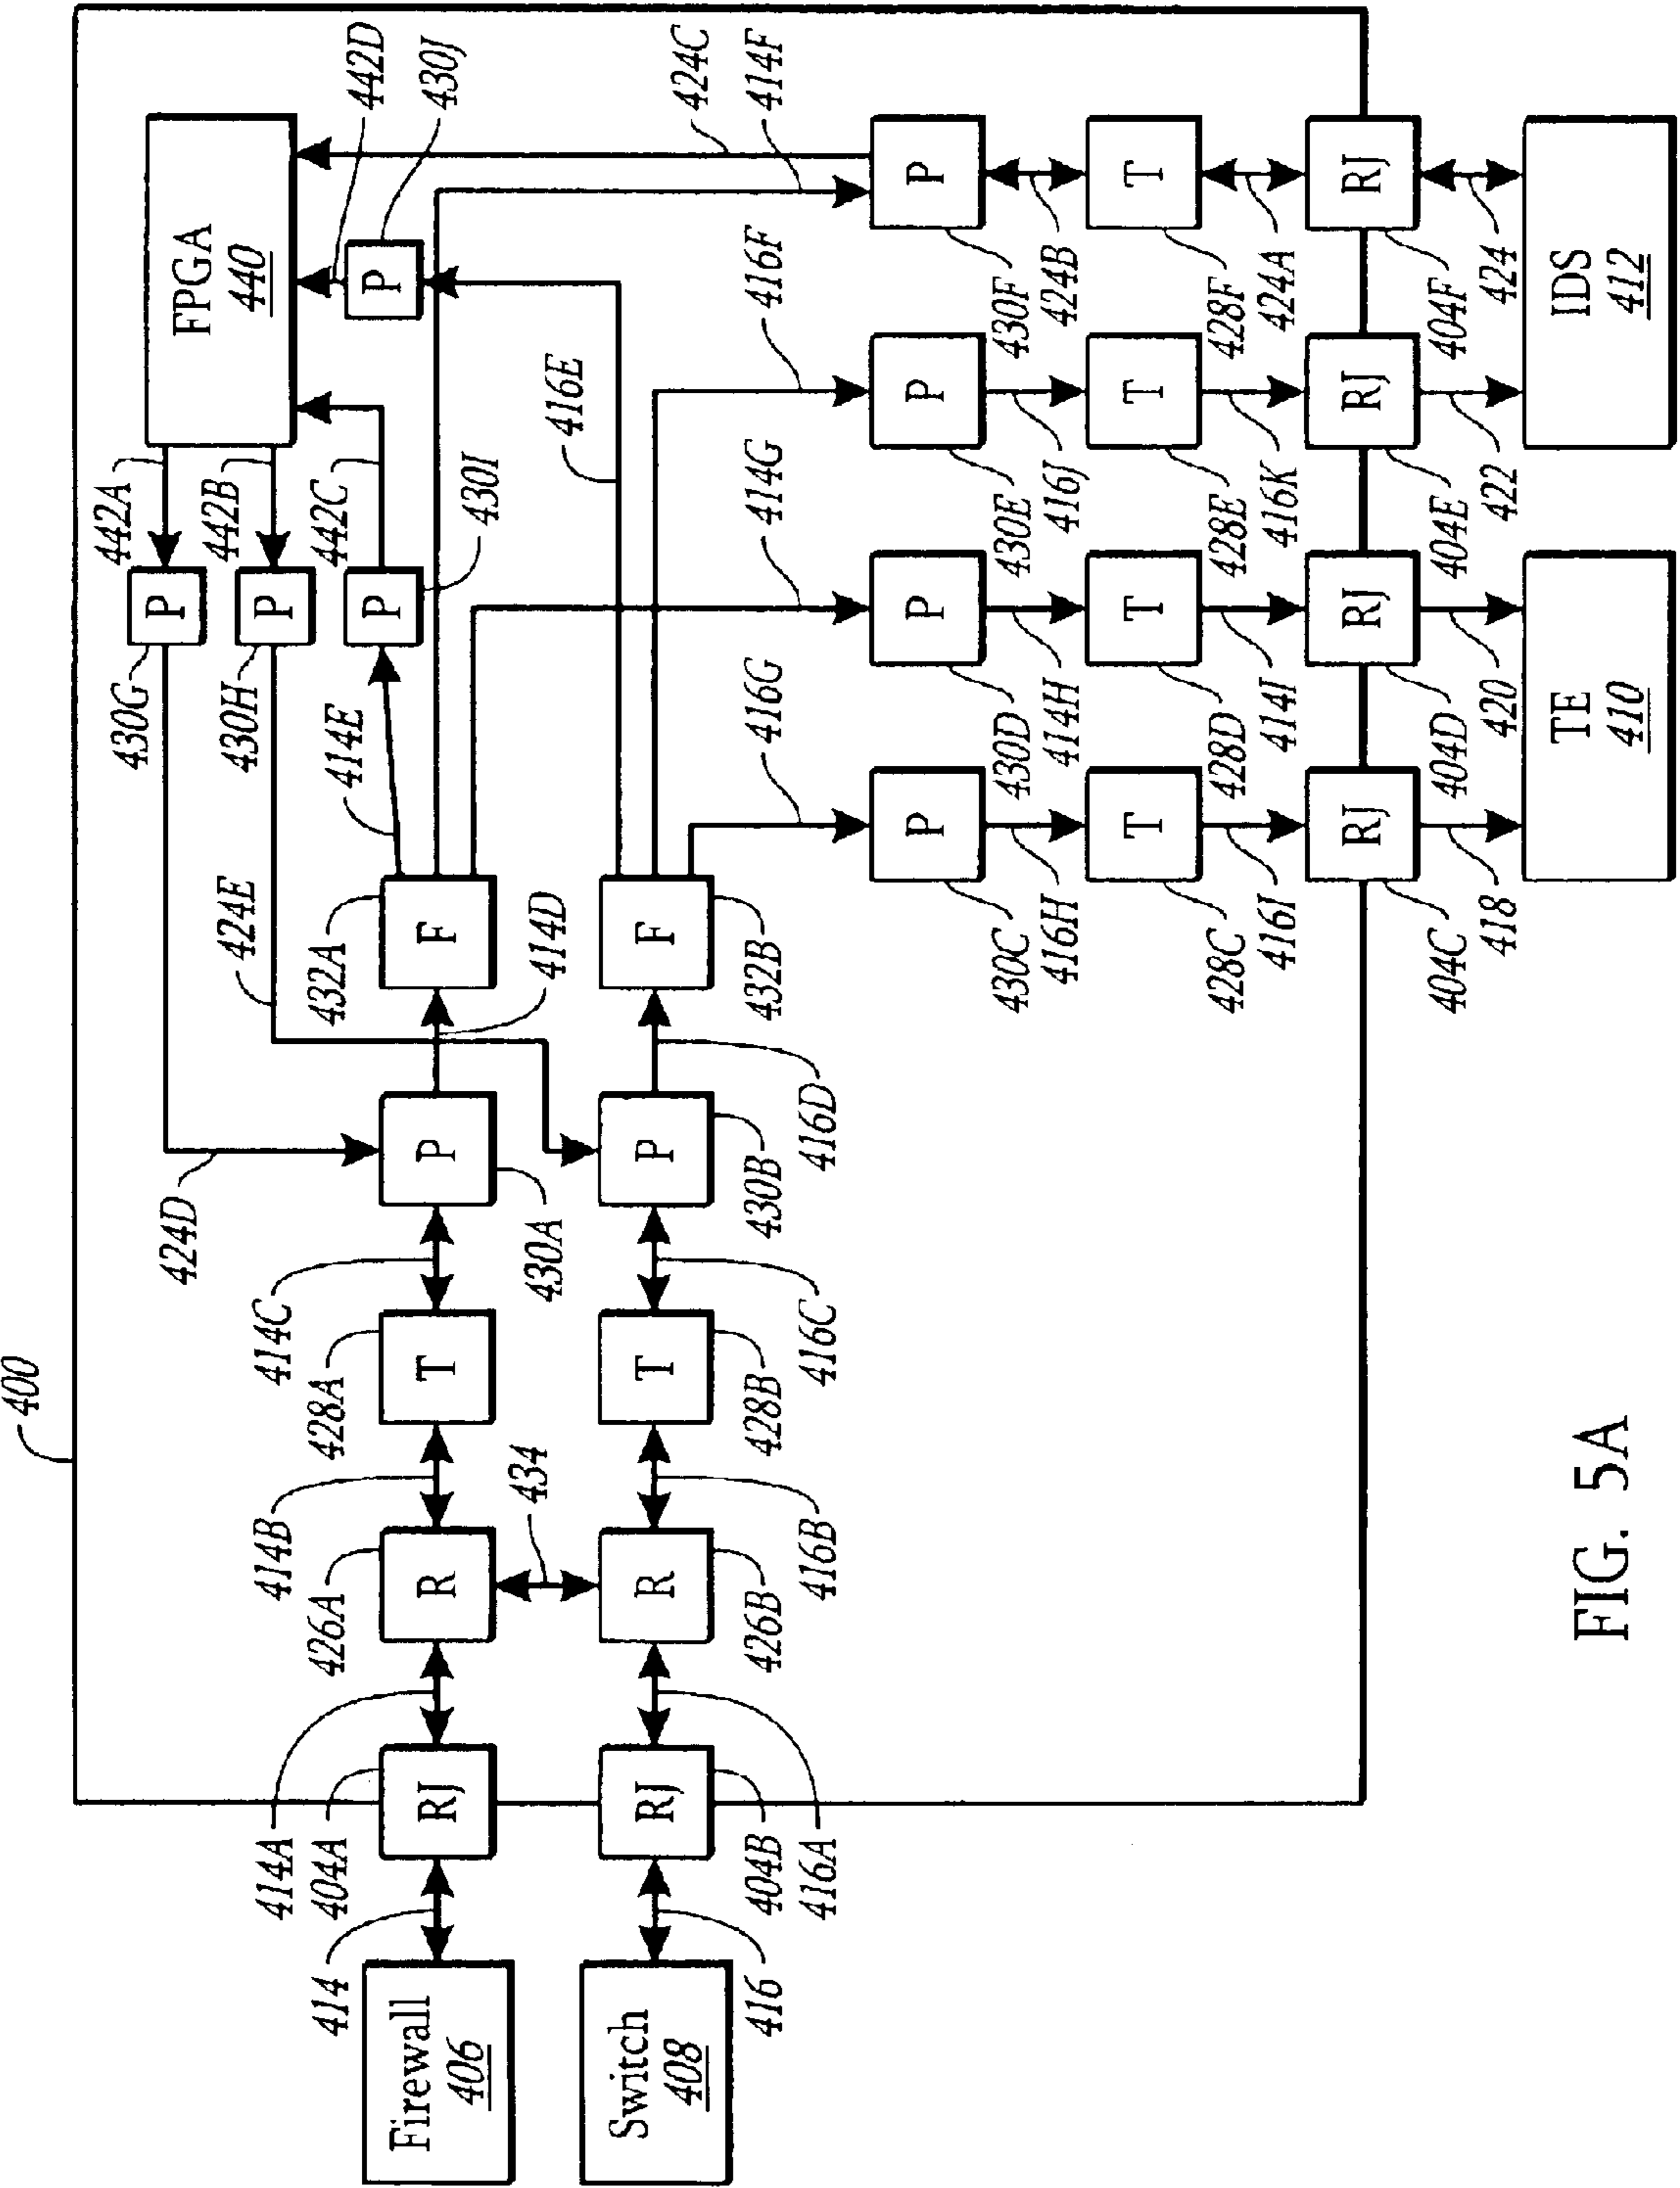 400
442A
442B
442C
442D
430J
424C
414F
FPGA
440
P
P
P
P
430G
430H
430I
414E
424E
424D
416E
416F
414G
416G
414
414A
404A
426A
414B
428A
414C
430A
432A
414D
Firewall
406
RJ
R
T
P
F
434
Switch
408
RJ
R
T
P
F
416
404B
416A
426B
416B
428B
416C
430B
416D
432B
P
P
P
P
430C
416H
430D
414H
430E
416J
430F
424B
T
T
T
T
428C
416I
428D
414I
428E
416K
428F
424A
RJ
RJ
RJ
RJ
404C
418
404D
420
404E
422
404F
424
TE
410
IDS
412
FIG. 5A